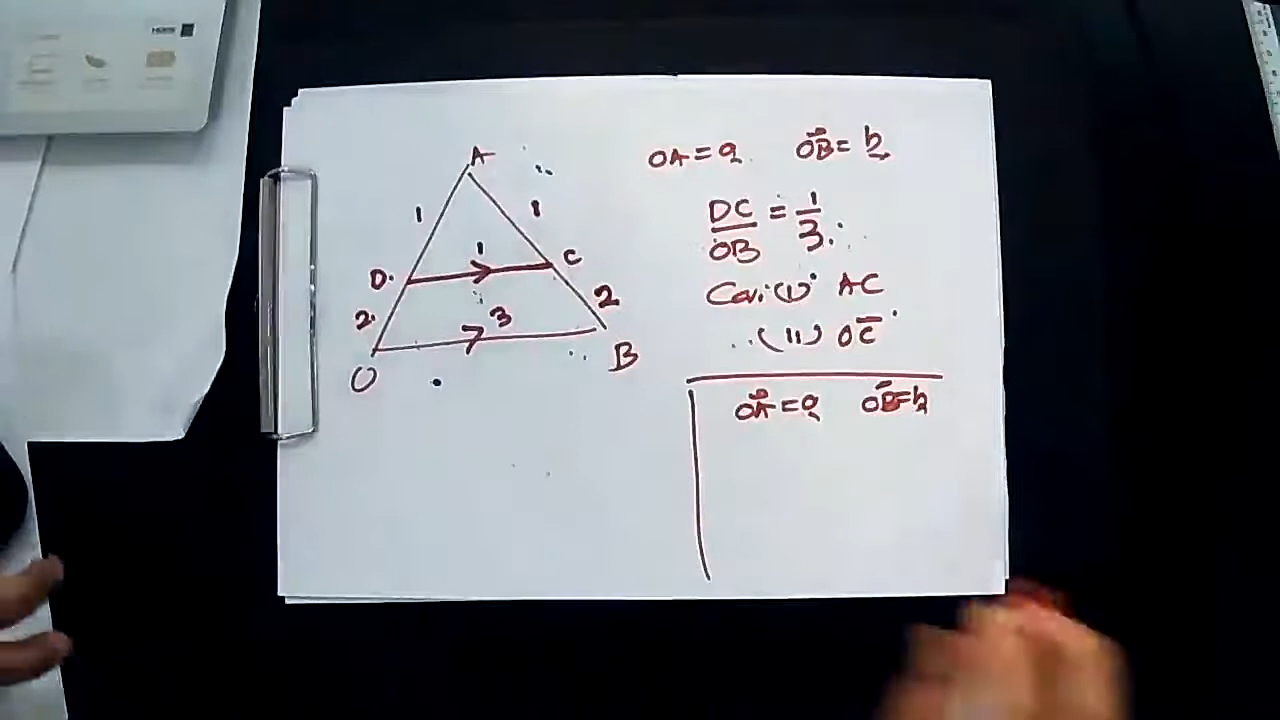 A
1
1
1
D.
C
2.
3
2
O
B
OA = a OB = b
DC
OB
= 1
3.
(i) AC
(ii) OC
OA = a OB = b